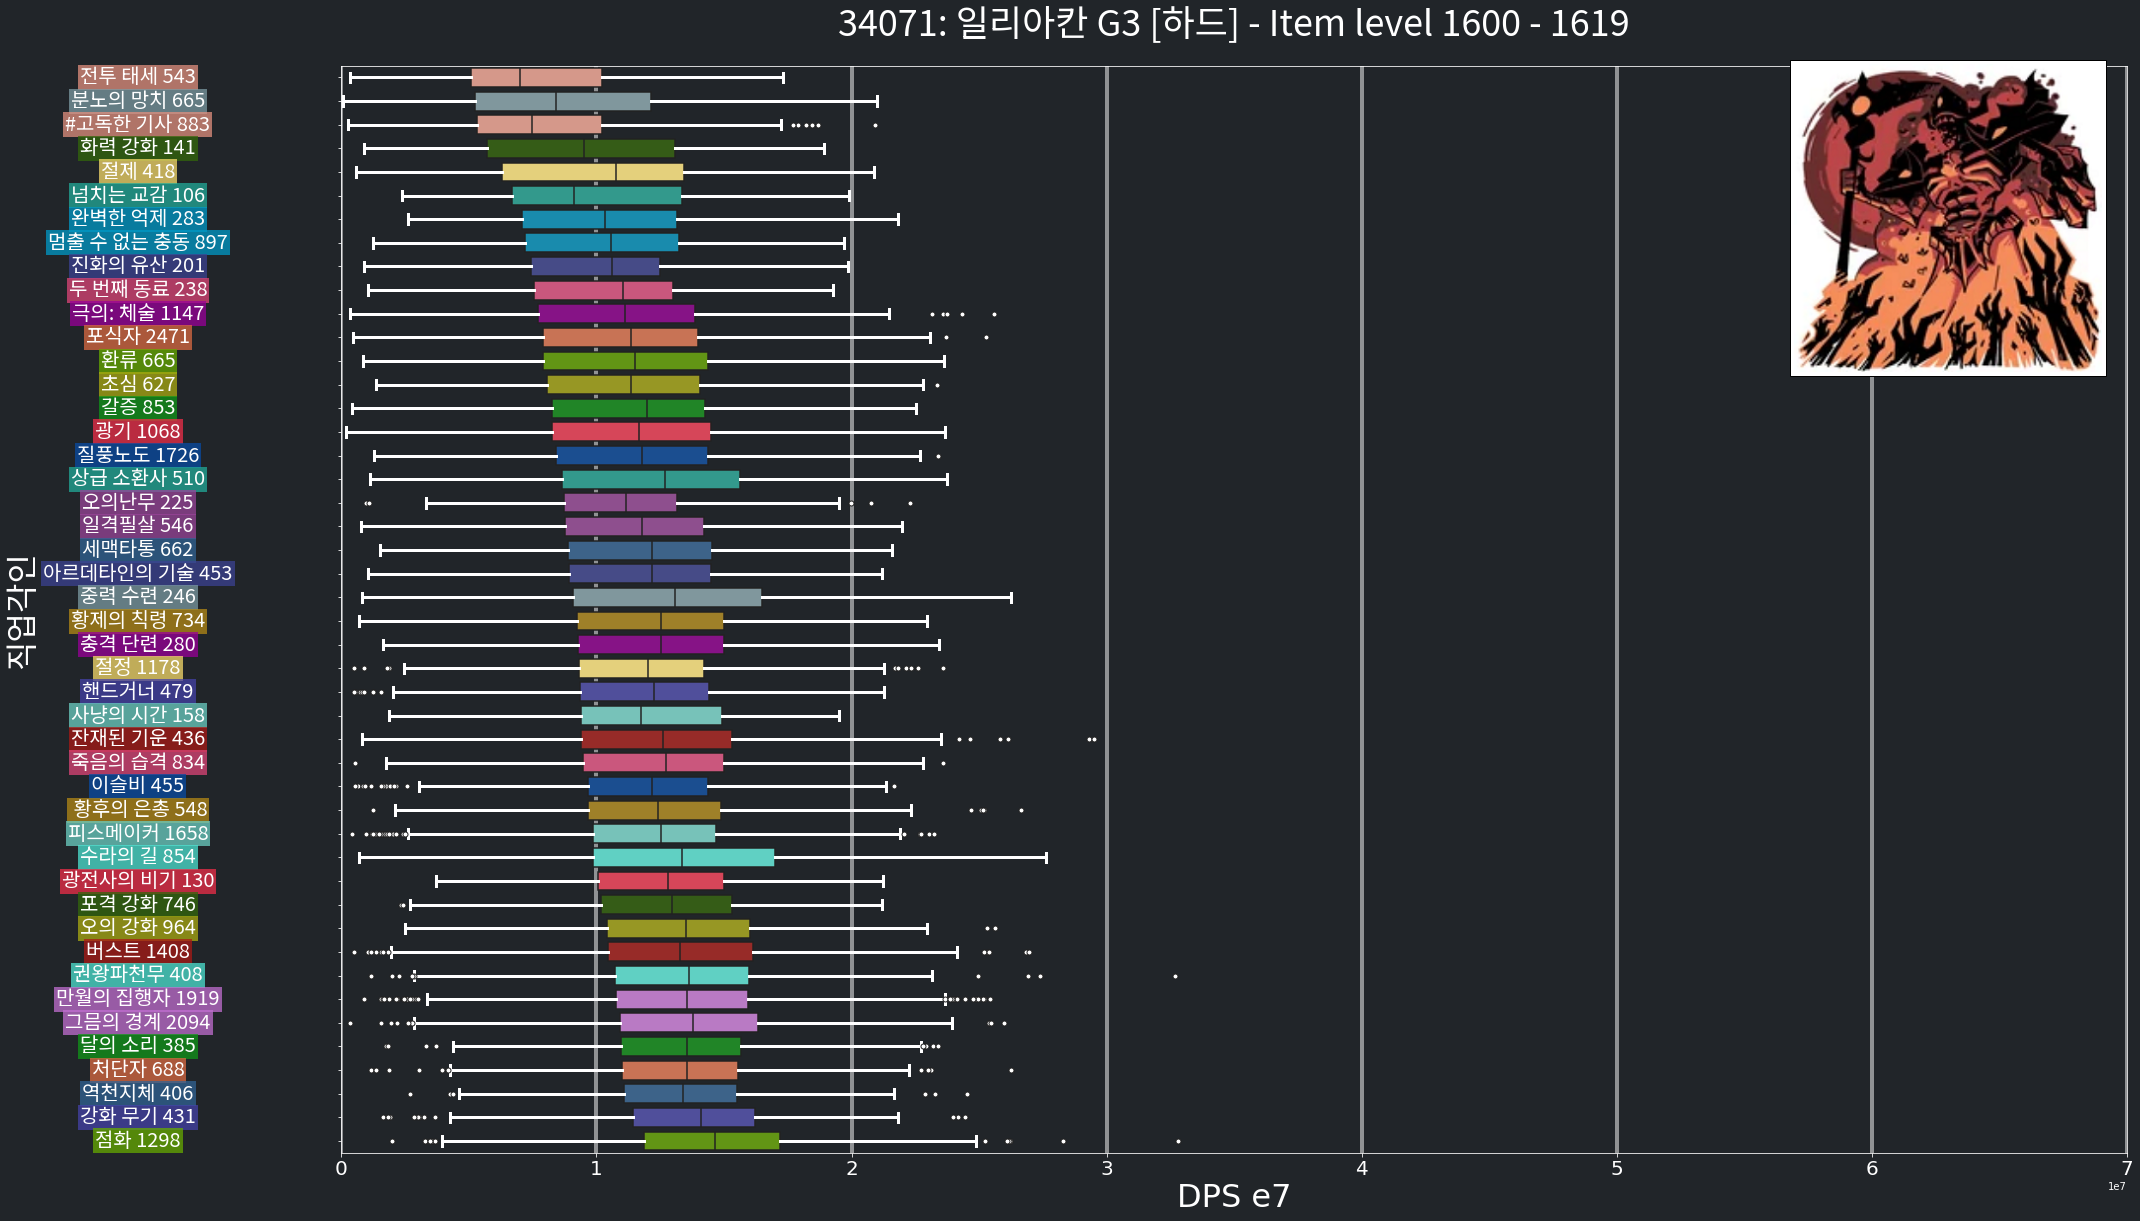 34071: 일리아칸 G3 [하드] - Item level 1600 - 1619
직업각인
전투 태세 543
분노의 망치 665
#고독한 기사 883
화력 강화 141
절제 418
넘치는 교감 106
완벽한 억제 283
멈출 수 없는 충동 897
진화의 유산 201
두 번째 동료 238
극의: 체술 1147
포식자 2471
환류 665
초심 627
갈증 853
광기 1068
질풍노도 1726
상급 소환사 510
오의난무 225
일격필살 546
세맥타통 662
아르데타인의 기술 453
중력 수련 246
황제의 칙령 734
충격 단련 280
절정 1178
핸드거너 479
사냥의 시간 158
잔재된 기운 436
죽음의 습격 834
이슬비 455
황후의 은총 548
피스메이커 1658
수라의 길 854
광전사의 비기 130
포격 강화 746
오의 강화 964
버스트 1408
권왕파천무 408
만월의 집행자 1919
그믐의 경계 2094
달의 소리 385
처단자 688
역천지체 406
강화 무기 431
점화 1298
0 1 2 3 4 5 6 7
1e7
DPS e7